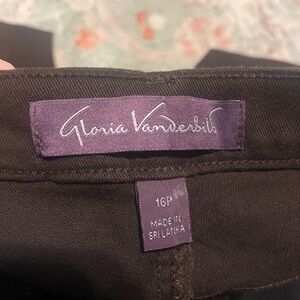 Gloria Vanderbilt
16P
MADE IN
SRI LANKA